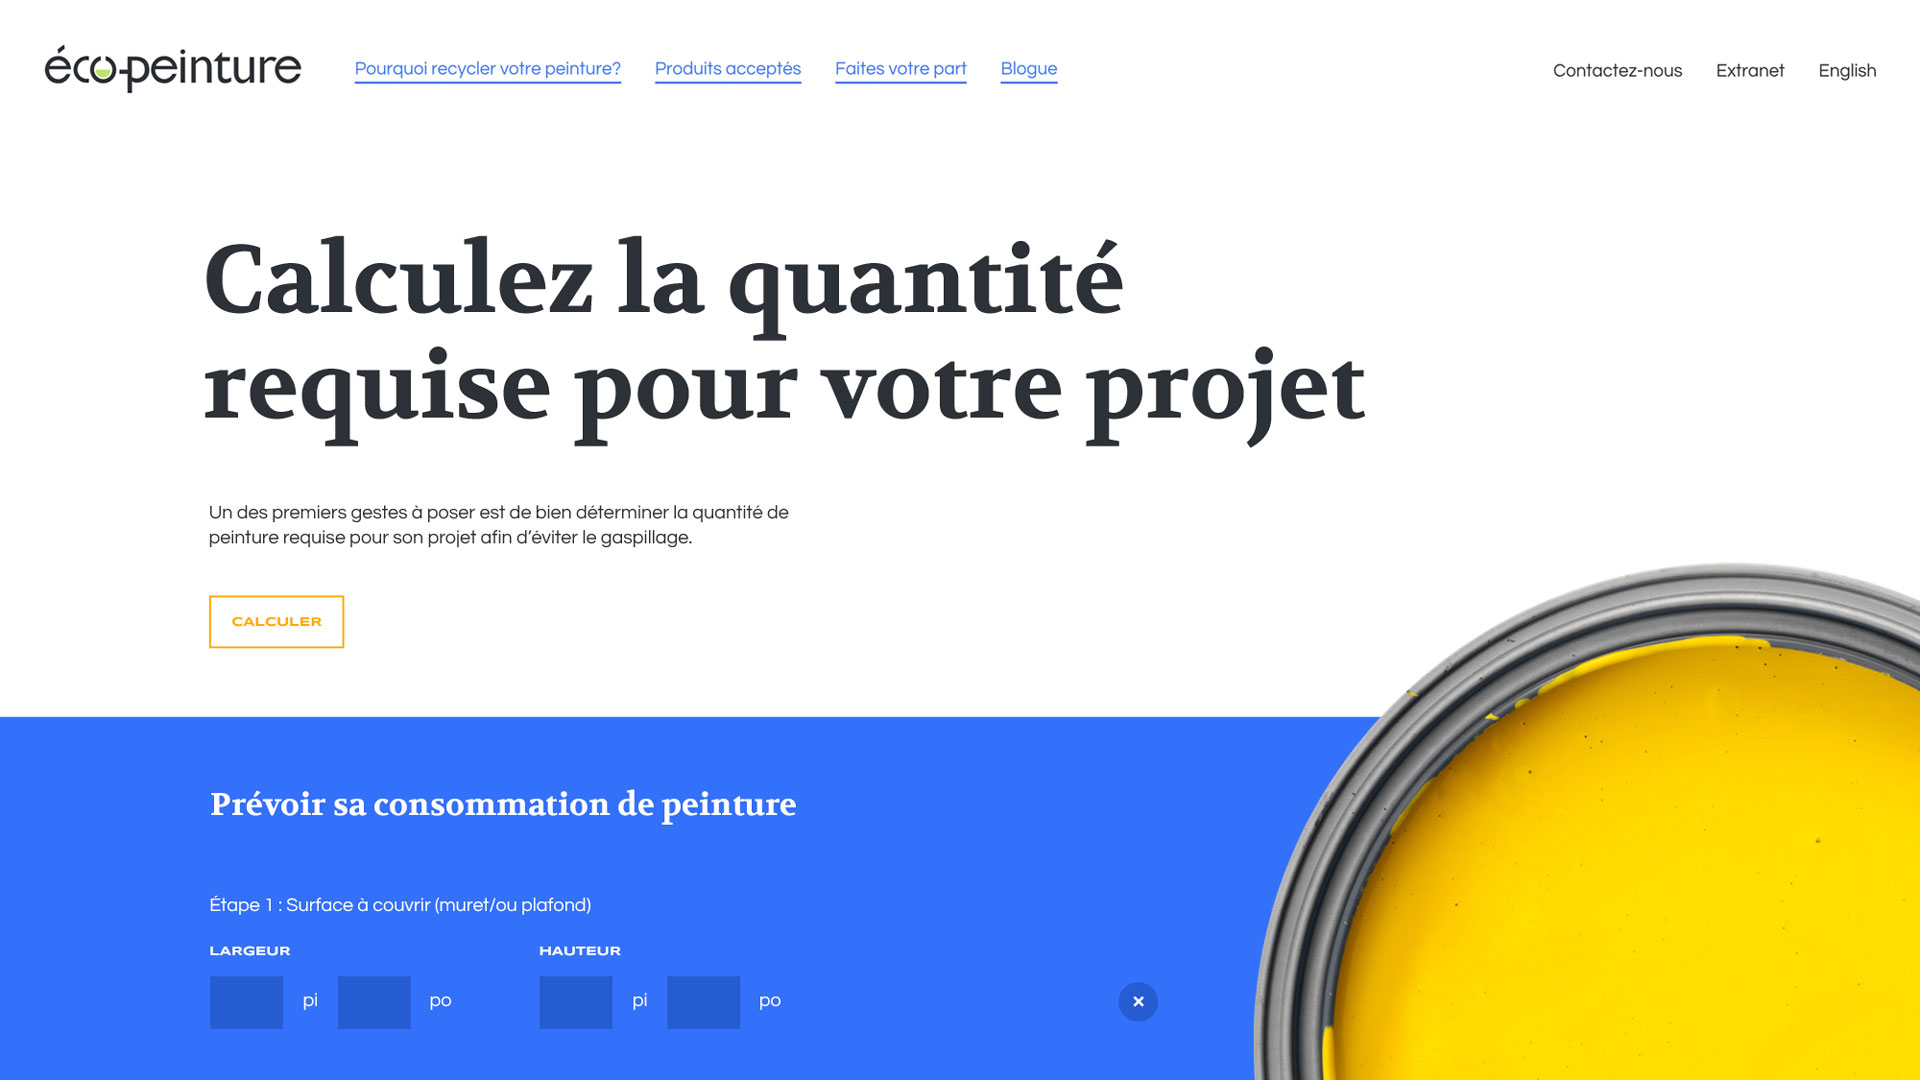 éco-peinture
Pourquoi recycler votre peinture? Produits acceptés Faites votre part Blogue
Contactez-nous Extranet English
Calculez la quantité
requise pour votre projet
Un des premiers gestes à poser est de bien déterminer la quantité de
peinture requise pour son projet afin d’éviter le gaspillage.
CALCULER
Prévoir sa consommation de peinture
Étape 1 : Surface à couvrir (muret/ou plafond)
LARGEUR HAUTEUR
pi po pi po